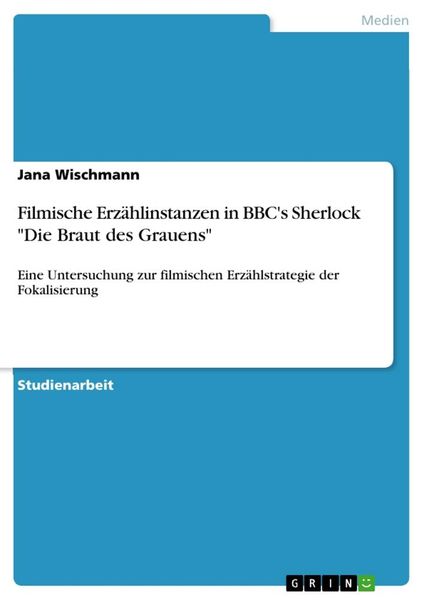 Medien
Jana Wischmann
Filmische Erzählinstanzen in BBC's Sherlock
"Die Braut des Grauens"
Eine Untersuchung zur filmischen Erzählstrategie der
Fokalisierung
Studienarbeit
GRIN